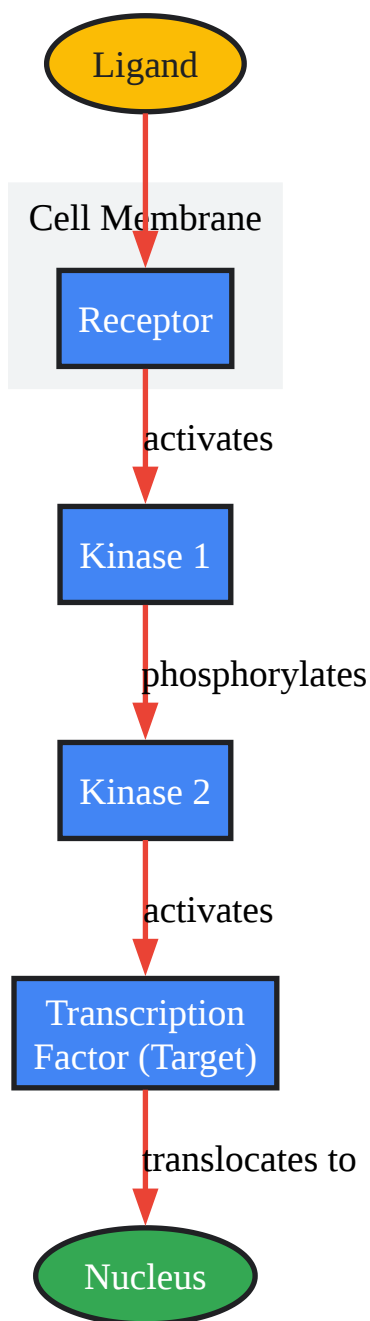 Ligand
Cell Membrane
Receptor
activates
Kinase 1
phosphorylates
Kinase 2
activates
Transcription
Factor (Target)
translocates to
Nucleus